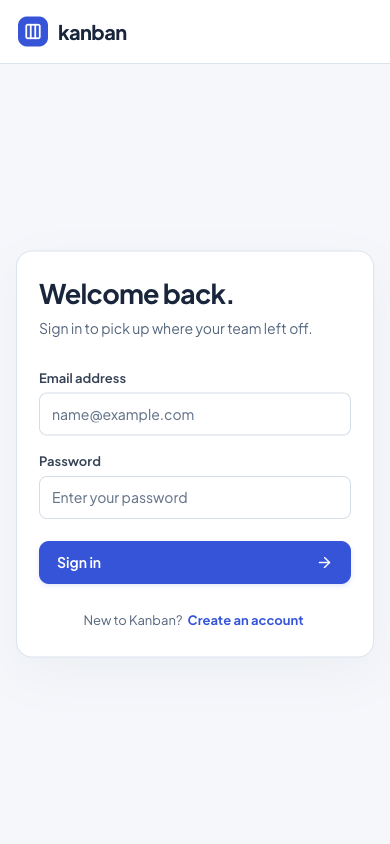 kanban
Welcome back.
Sign in to pick up where your team left off.
Email address
name@example.com
Password
Enter your password
Sign in
New to Kanban? Create an account